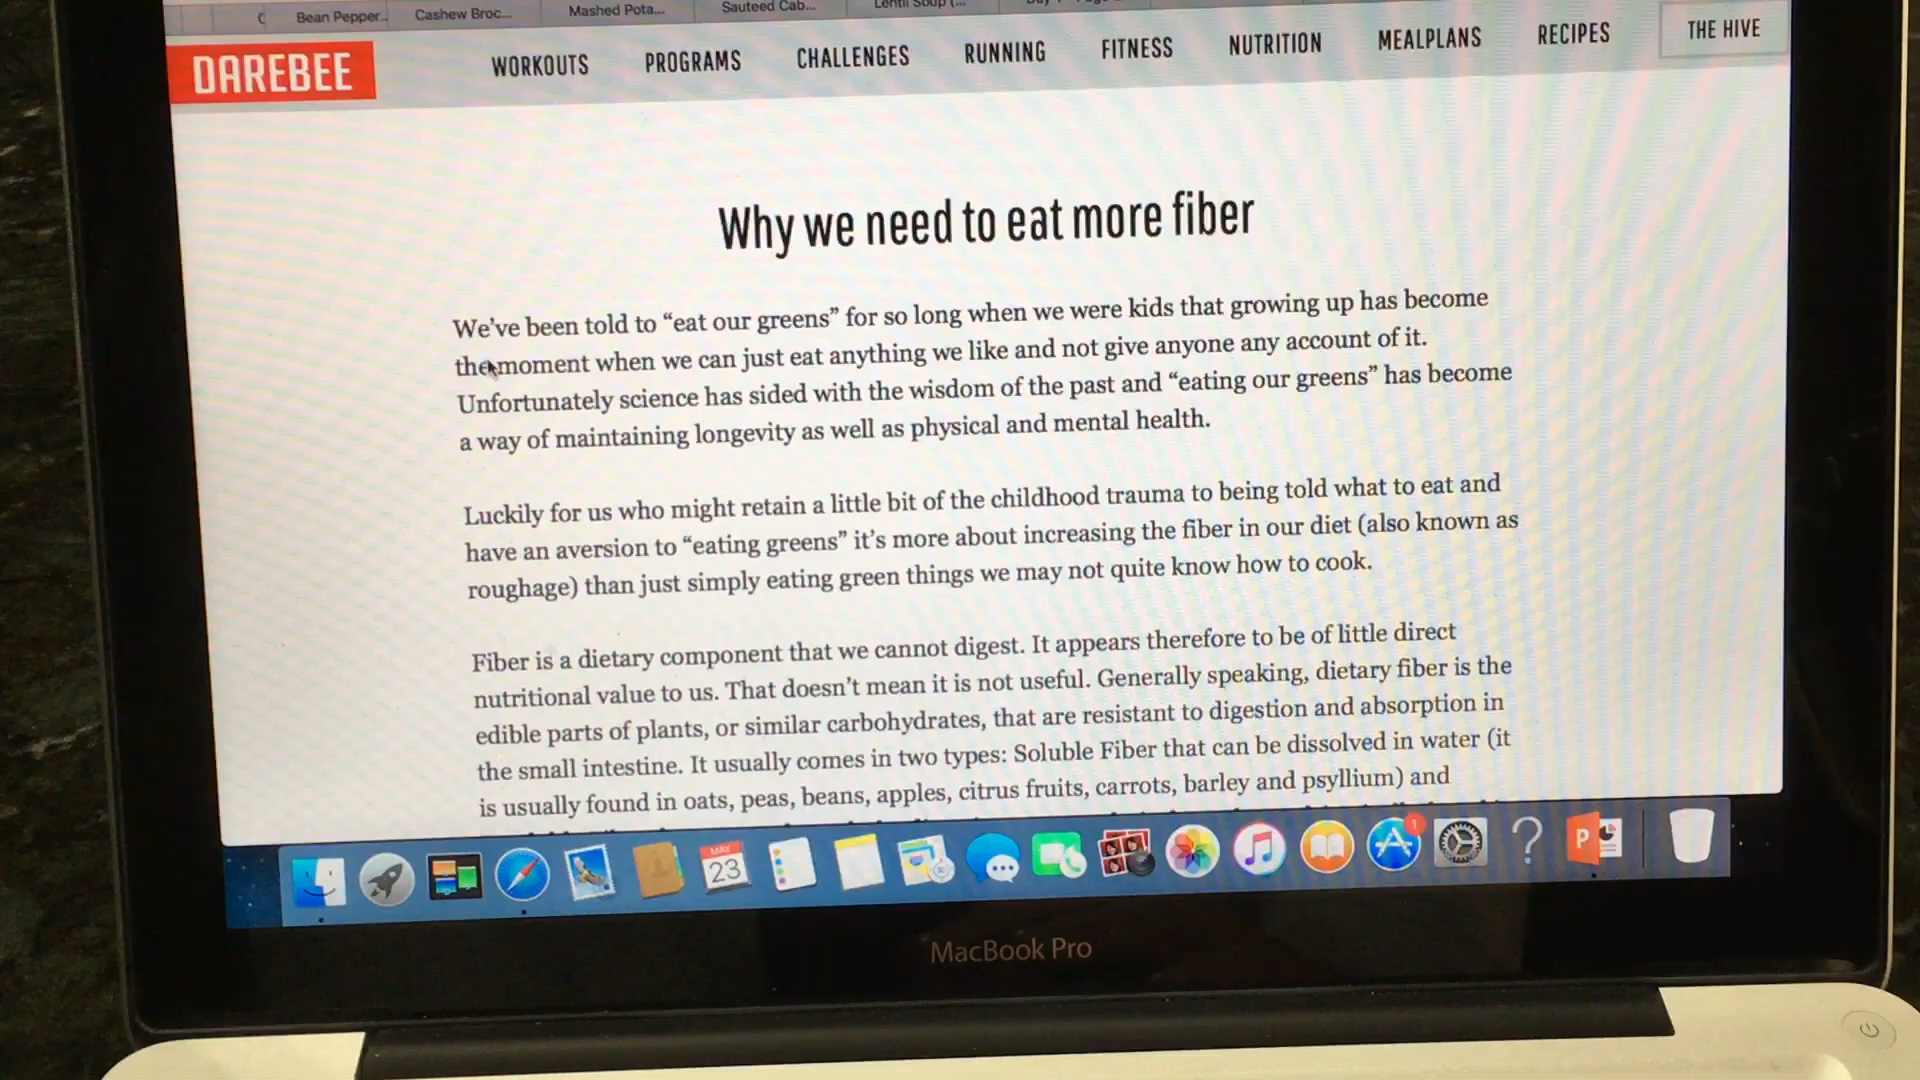 Bean Pepper...
Cashew Broc...
Mashed Pota...
Sauteed Cab...
Lentil Soup (...
DAREBEE
WORKOUTS
PROGRAMS
CHALLENGES
RUNNING
FITNESS
NUTRITION
MEALPLANS
RECIPES
THE HIVE
Why we need to eat more fiber
We've been told to “eat our greens” for so long when we were kids that growing up has become
the moment when we can just eat anything we like and not give anyone any account of it.
Unfortunately science has sided with the wisdom of the past and “eating our greens” has become
a way of maintaining longevity as well as physical and mental health.
Luckily for us who might retain a little bit of the childhood trauma to being told what to eat and
have an aversion to “eating greens” it's more about increasing the fiber in our diet (also known as
roughage) than just simply eating green things we may not quite know how to cook.
Fiber is a dietary component that we cannot digest. It appears therefore to be of little direct
nutritional value to us. That doesn't mean it is not useful. Generally speaking, dietary fiber is the
edible parts of plants, or similar carbohydrates, that are resistant to digestion and absorption in
the small intestine. It usually comes in two types: Soluble Fiber that can be dissolved in water (it
is usually found in oats, peas, beans, apples, citrus fruits, carrots, barley and psyllium) and
MAY
23
1
?
P
MacBook Pro